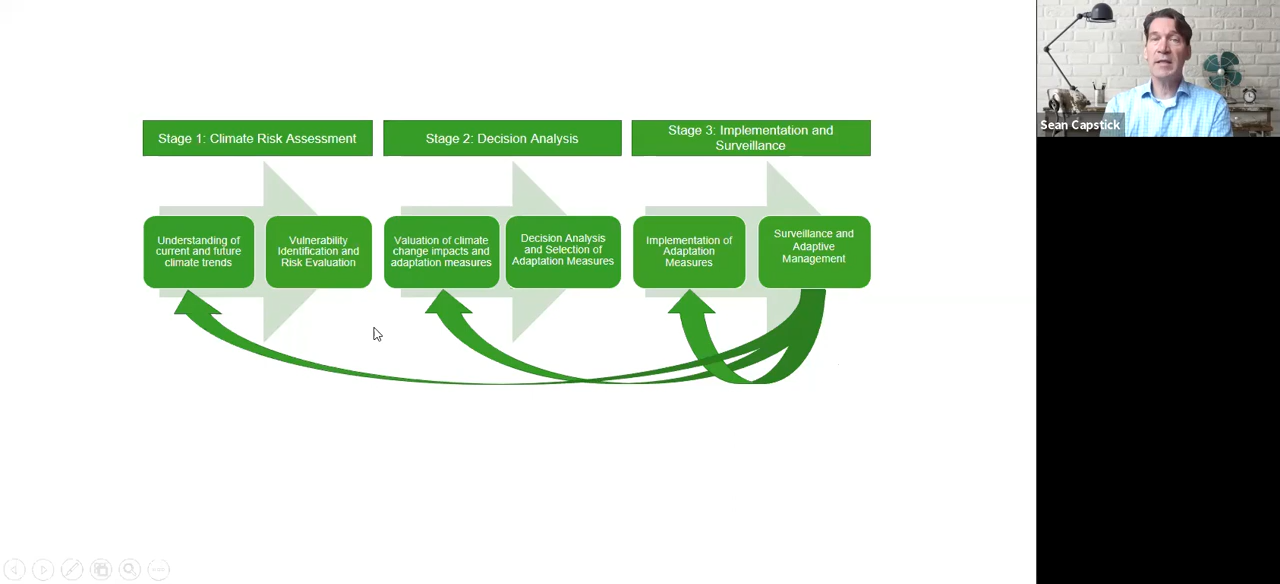 Stage 1: Climate Risk Assessment
Stage 2: Decision Analysis
Stage 3: Implementation and
Surveillance
Understanding of
current and future
climate trends
Vulnerability
Identification and
Risk Evaluation
Valuation of climate
change impacts and
adaptation measures
Decision Analysis
and Selection of
Adaptation Measures
Implementation of
Adaptation
Measures
Surveillance and
Adaptive
Management
Sean Capstick